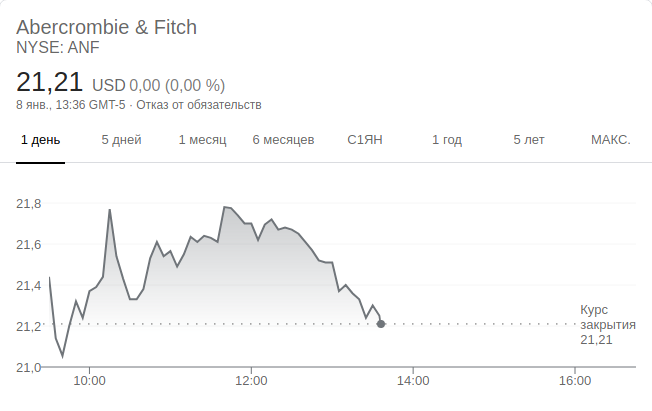 Abercrombie & Fitch
NYSE: ANF
21,21 USD 0,00 (0,00 %)
8 янв., 13:36 GMT-5 · Отказ от обязательств
1 день 5 дней 1 месяц 6 месяцев С1ЯН 1 год 5 лет МАКС.
21,8
21,6
21,4
21,2
21,0
Курс
закрытия
21,21
10:00 12:00 14:00 16:00